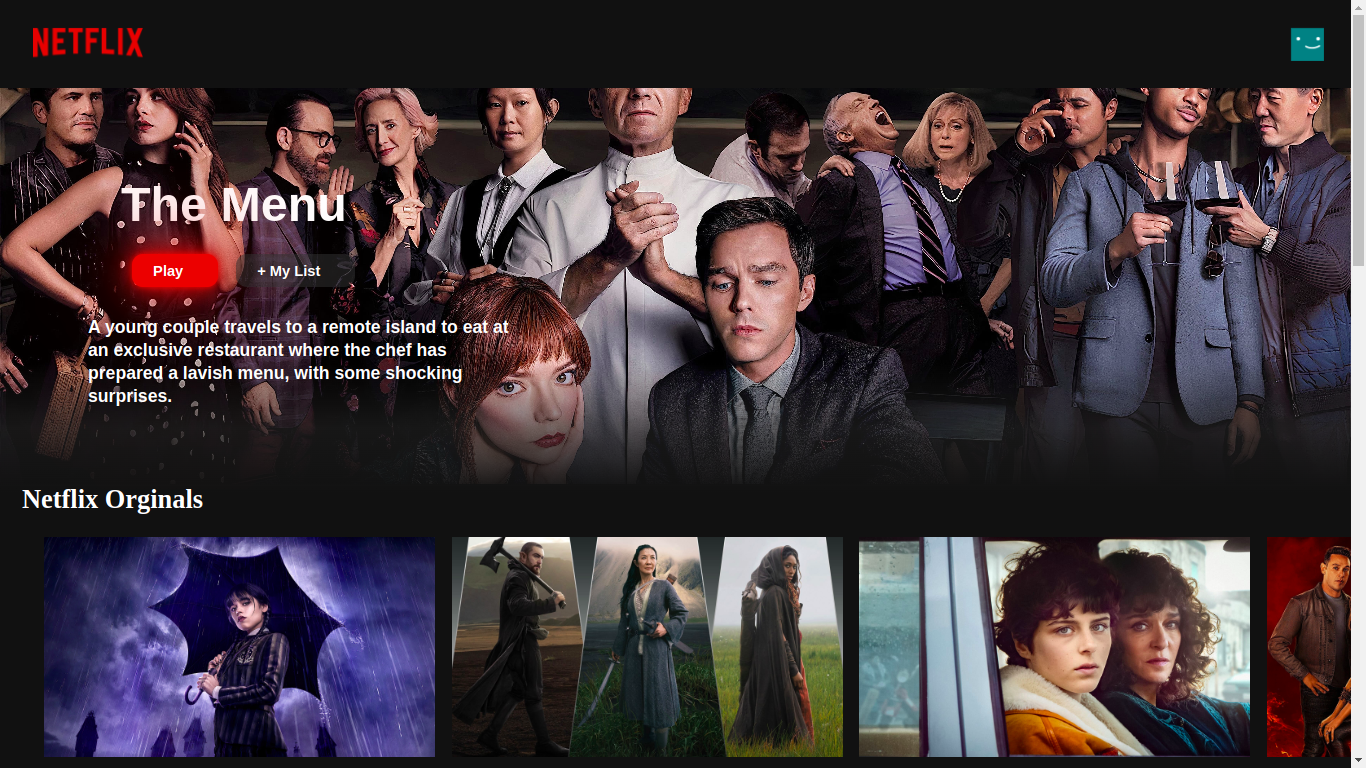 NETFLIX
The Menu
Play
+ My List
A young couple travels to a remote island to eat at
an exclusive restaurant where the chef has
prepared a lavish menu, with some shocking
surprises.
Netflix Orginals